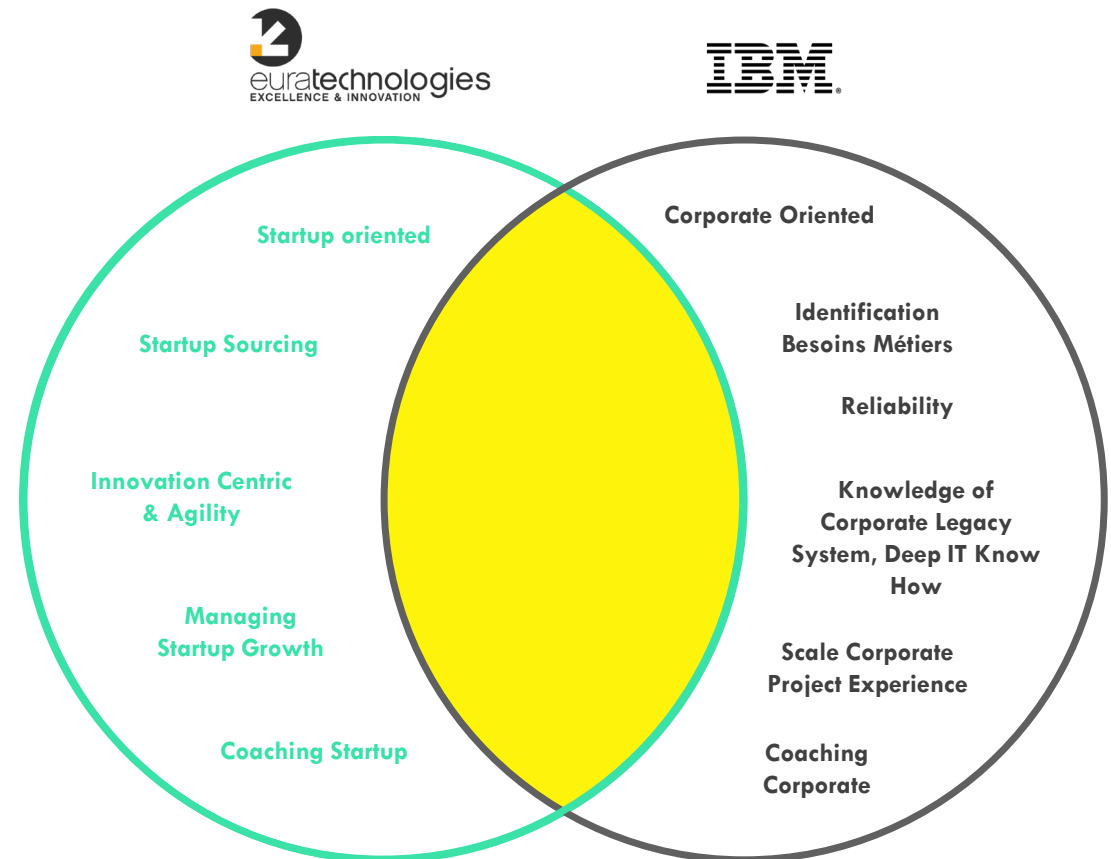 euratechnologies
EXCELLENCE & INNOVATION
IBM®
Startup oriented
Startup Sourcing
Innovation Centric
& Agility
Managing
Startup Growth
Coaching Startup
Corporate Oriented
Identification
Besoins Métiers
Reliability
Knowledge of
Corporate Legacy
System, Deep IT Know
How
Scale Corporate
Project Experience
Coaching
Corporate